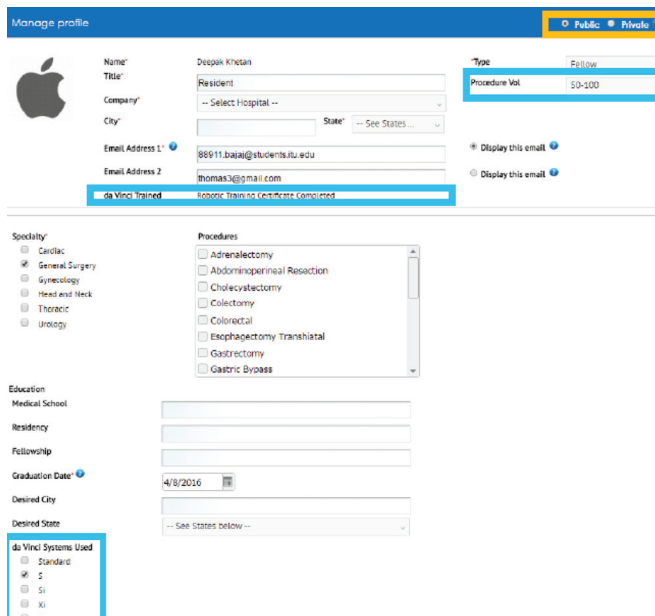 Manage profile
Public Private
Name* Deepak Khetan *Type Fellow
Title* Resident Procedure Vol 50-100
Company* -- Select Hospital --
City* State* -- See States ...
Email Address 1* 88911.bajaj@students.itu.edu Display this email
Email Address 2 thomas3@gmail.com Display this email
da Vinci Trained Robotic Training Certificate Completed
Specialty* Procedures
Cardiac
General Surgery
Gynecology
Head and Neck
Thoracic
Urology
Adrenalectomy
Abdominoperineal Resection
Cholecystectomy
Colectomy
Colorectal
Esophagectomy Transhiatal
Gastrectomy
Gastric Bypass
Education
Medical School
Residency
Fellowship
Graduation Date* 4/8/2016
Desired City
Desired State -- See States below --
da Vinci Systems Used
Standard
S
Si
Xi